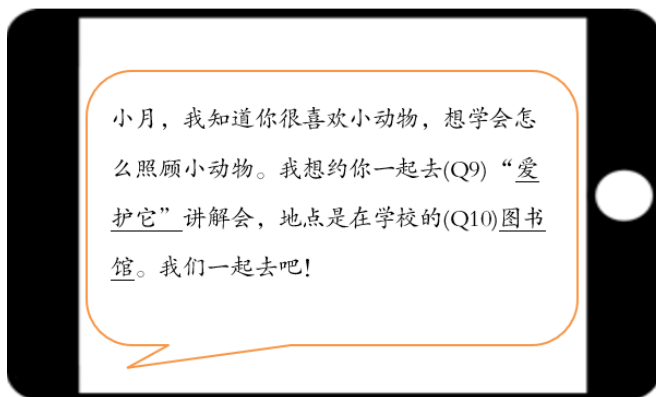 小月，我知道你很喜欢小动物，想学会怎
么照顾小动物。我想约你一起去(Q9)“爱
护它”讲解会，地点是在学校的(Q10)图书
馆。我们一起去吧!